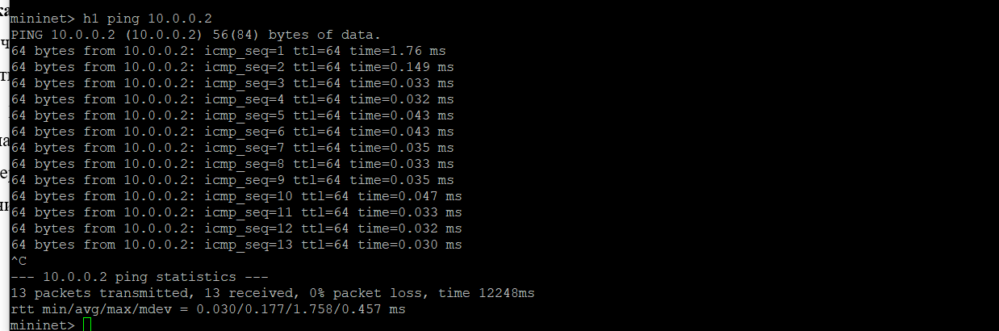 mininet> h1 ping 10.0.0.2
PING 10.0.0.2 (10.0.0.2) 56(84) bytes of data.
64 bytes from 10.0.0.2: icmp_seq=1 ttl=64 time=1.76 ms
64 bytes from 10.0.0.2: icmp_seq=2 ttl=64 time=0.149 ms
64 bytes from 10.0.0.2: icmp_seq=3 ttl=64 time=0.033 ms
64 bytes from 10.0.0.2: icmp_seq=4 ttl=64 time=0.032 ms
64 bytes from 10.0.0.2: icmp_seq=5 ttl=64 time=0.043 ms
64 bytes from 10.0.0.2: icmp_seq=6 ttl=64 time=0.043 ms
64 bytes from 10.0.0.2: icmp_seq=7 ttl=64 time=0.035 ms
64 bytes from 10.0.0.2: icmp_seq=8 ttl=64 time=0.033 ms
64 bytes from 10.0.0.2: icmp_seq=9 ttl=64 time=0.035 ms
64 bytes from 10.0.0.2: icmp_seq=10 ttl=64 time=0.047 ms
64 bytes from 10.0.0.2: icmp_seq=11 ttl=64 time=0.033 ms
64 bytes from 10.0.0.2: icmp_seq=12 ttl=64 time=0.032 ms
64 bytes from 10.0.0.2: icmp_seq=13 ttl=64 time=0.030 ms
^C
--- 10.0.0.2 ping statistics ---
13 packets transmitted, 13 received, 0% packet loss, time 12248ms
rtt min/avg/max/mdev = 0.030/0.177/1.758/0.457 ms
mininet>